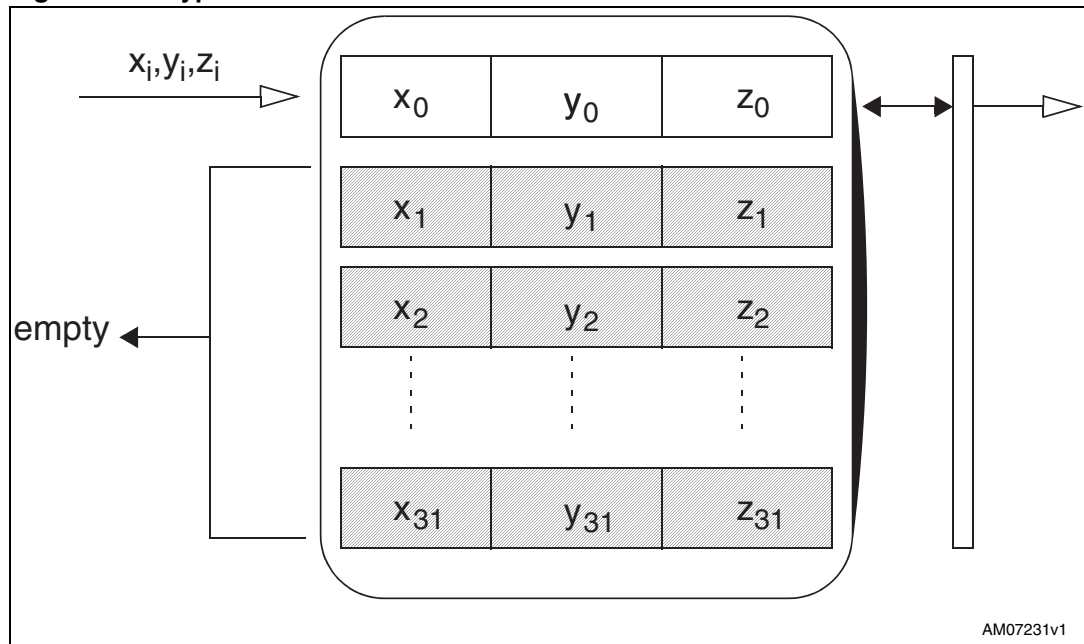 xᵢ,yᵢ,zᵢ
x₀ y₀ z₀
x₁ y₁ z₁
x₂ y₂ z₂
empty
x₃₁ y₃₁ z₃₁
AM07231v1